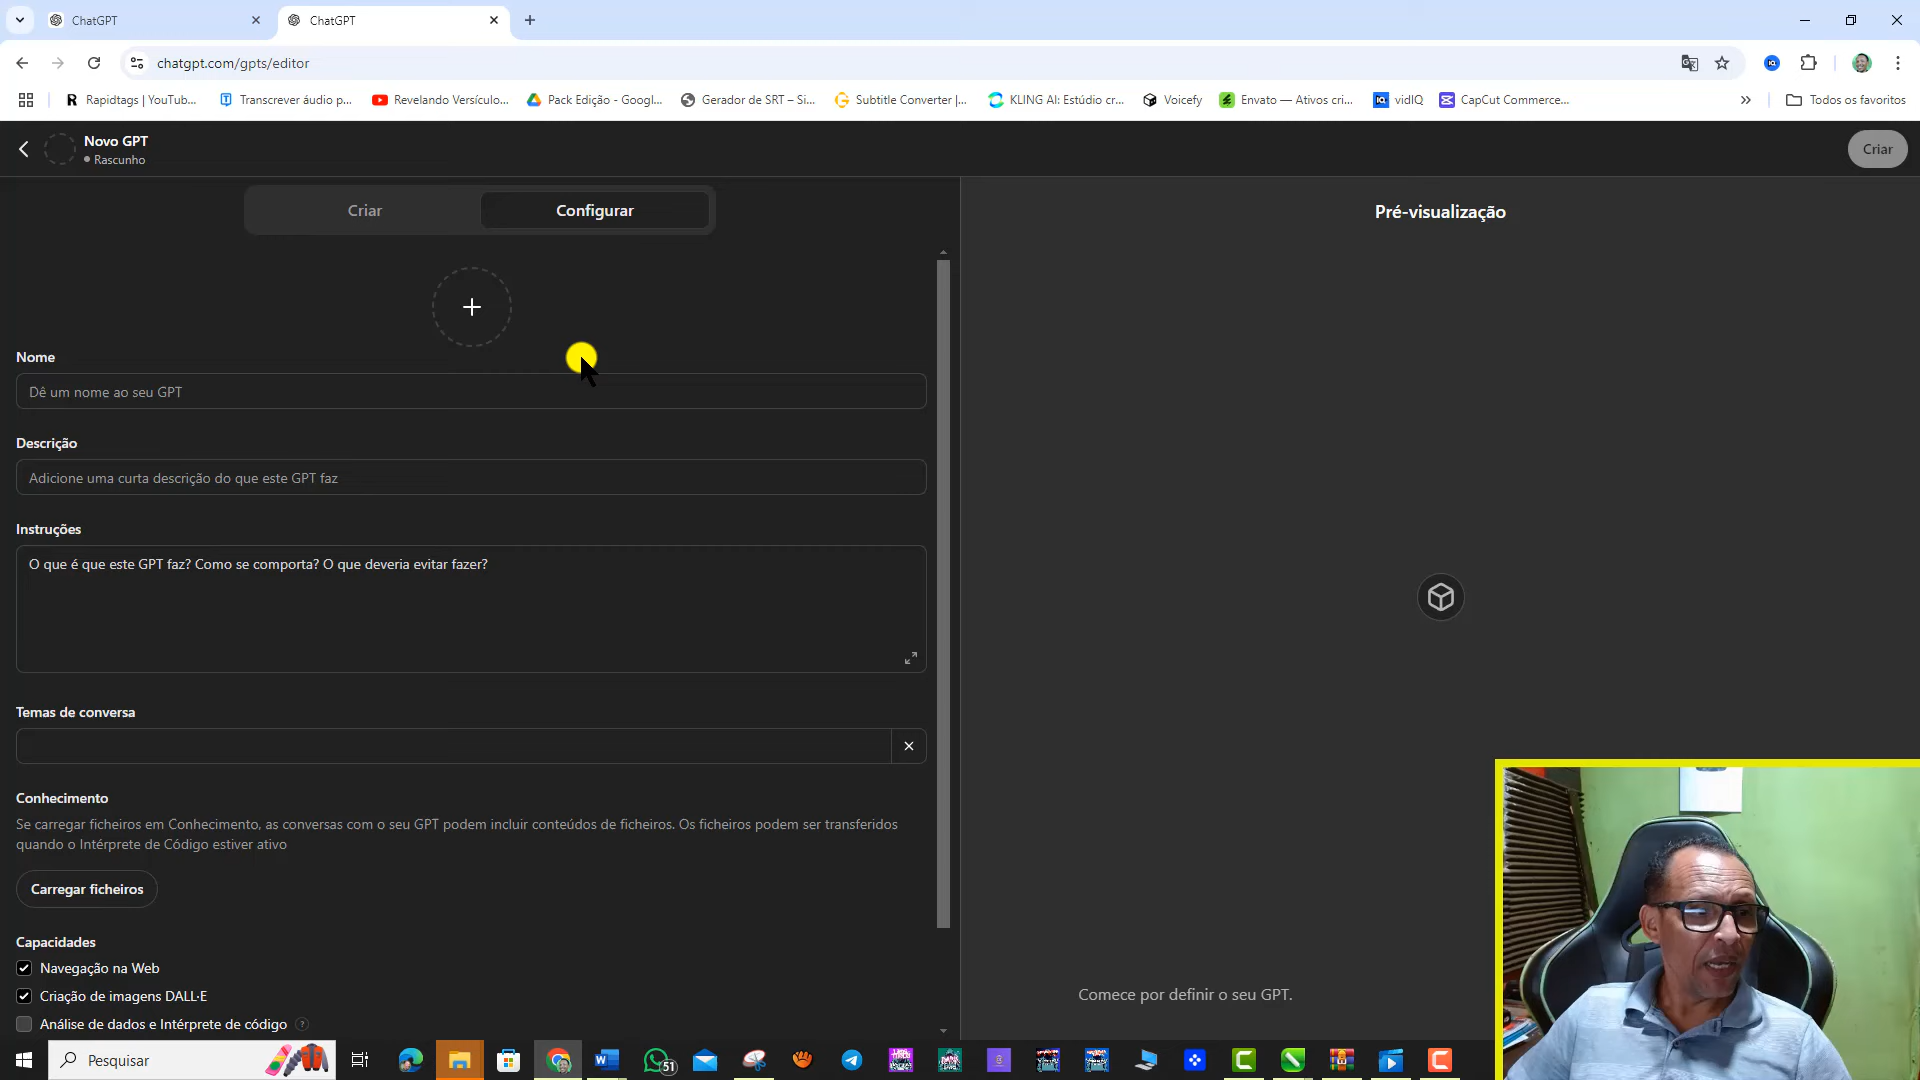 ChatGPT
ChatGPT
chatgpt.com/gpts/editor
Rapidtags | YouTub...
Transcrever áudio p...
Revelando Versículo...
Pack Edição - Googl...
Gerador de SRT – Si...
Subtitle Converter |...
KLING AI: Estúdio cr...
Voicefy
Envato — Ativos cri...
vidIQ
CapCut Commerce...
Todos os favoritos
Novo GPT
Rascunho
Criar
Criar
Configurar
Pré-visualização
Nome
Dê um nome ao seu GPT
Descrição
Adicione uma curta descrição do que este GPT faz
Instruções
O que é que este GPT faz? Como se comporta? O que deveria evitar fazer?
Temas de conversa
Conhecimento
Se carregar ficheiros em Conhecimento, as conversas com o seu GPT podem incluir conteúdos de ficheiros. Os ficheiros podem ser transferidos
quando o Intérprete de Código estiver ativo
Carregar ficheiros
Capacidades
Navegação na Web
Criação de imagens DALL·E
Análise de dados e Intérprete de código
Comece por definir o seu GPT.
Pesquisar
51